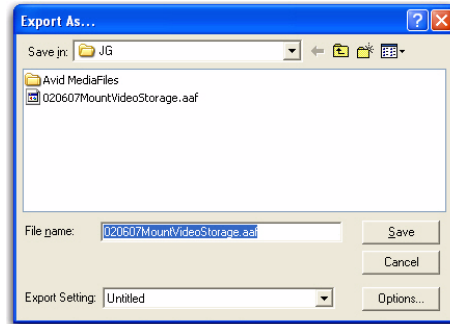 Export As...
Save in: JG
Avid MediaFiles
020607MountVideoStorage.aaf
File name: 020607MountVideoStorage.aaf
Save
Cancel
Export Setting: Untitled
Options...